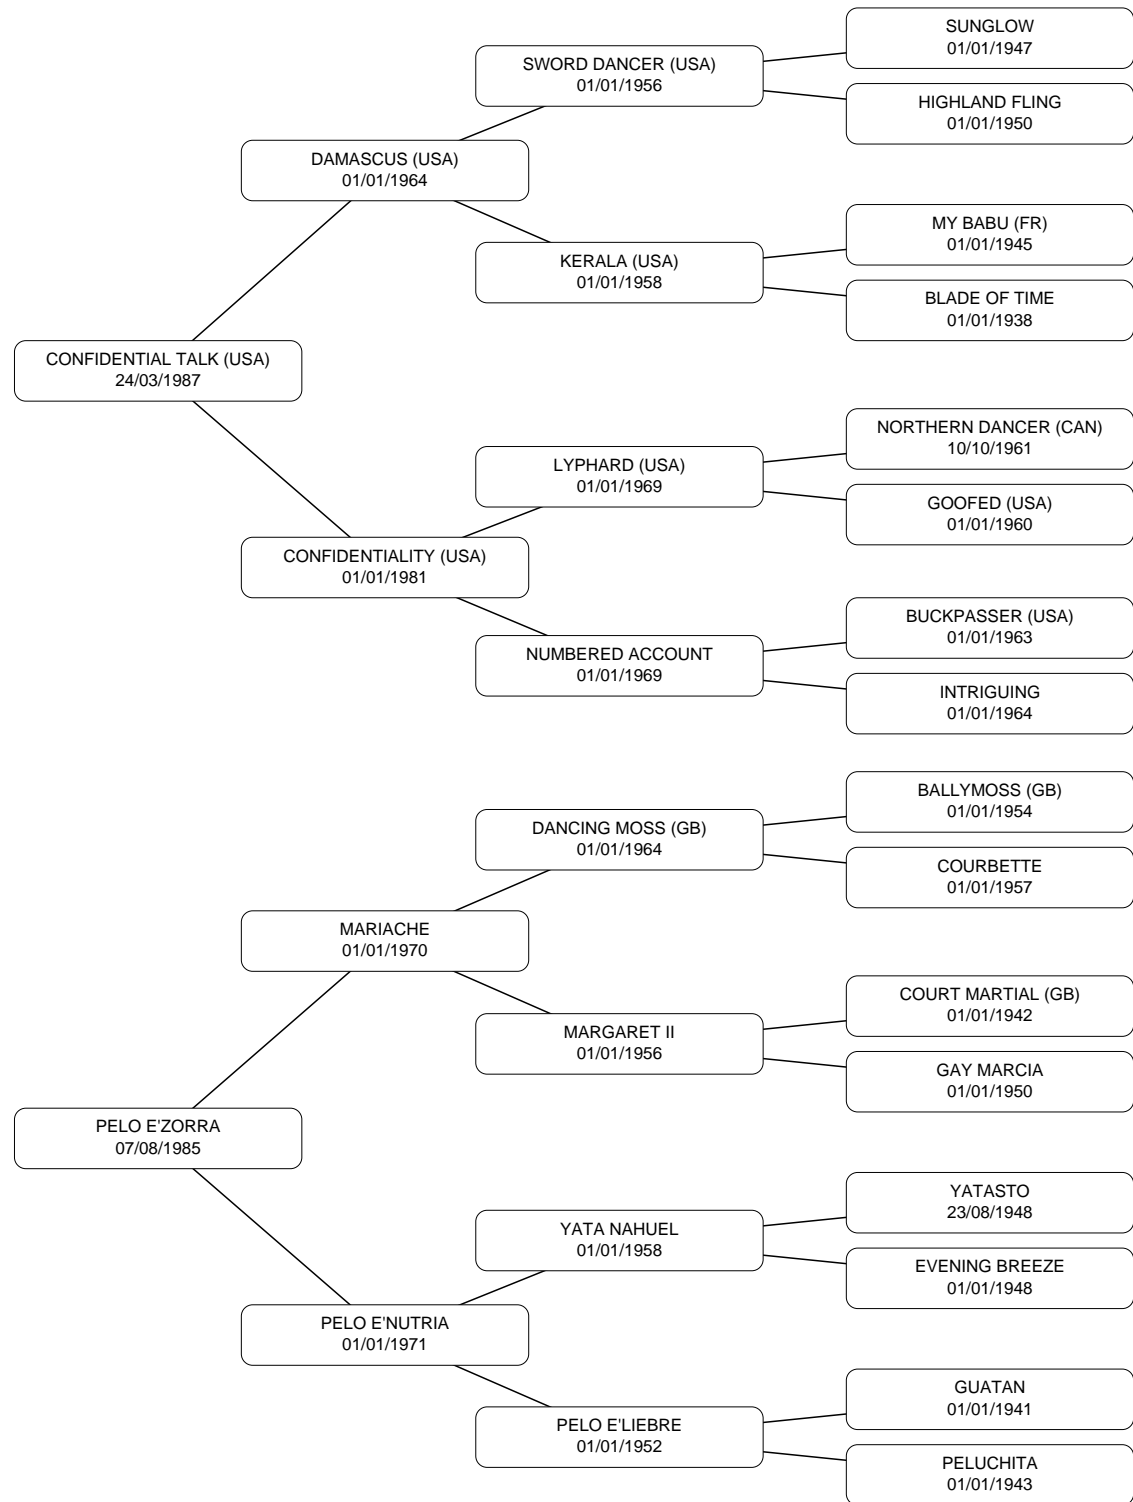 SUNGLOW
01/01/1947
SWORD DANCER (USA)
01/01/1956
HIGHLAND FLING
01/01/1950
DAMASCUS (USA)
01/01/1964
MY BABU (FR)
01/01/1945
KERALA (USA)
01/01/1958
BLADE OF TIME
01/01/1938
CONFIDENTIAL TALK (USA)
24/03/1987
NORTHERN DANCER (CAN)
10/10/1961
LYPHARD (USA)
01/01/1969
GOOFED (USA)
01/01/1960
CONFIDENTIALITY (USA)
01/01/1981
BUCKPASSER (USA)
01/01/1963
NUMBERED ACCOUNT
01/01/1969
INTRIGUING
01/01/1964
BALLYMOSS (GB)
01/01/1954
DANCING MOSS (GB)
01/01/1964
COURBETTE
01/01/1957
MARIACHE
01/01/1970
COURT MARTIAL (GB)
01/01/1942
MARGARET II
01/01/1956
GAY MARCIA
01/01/1950
PELO E'ZORRA
07/08/1985
YATASTO
23/08/1948
YATA NAHUEL
01/01/1958
EVENING BREEZE
01/01/1948
PELO E'NUTRIA
01/01/1971
GUATAN
01/01/1941
PELO E'LIEBRE
01/01/1952
PELUCHITA
01/01/1943